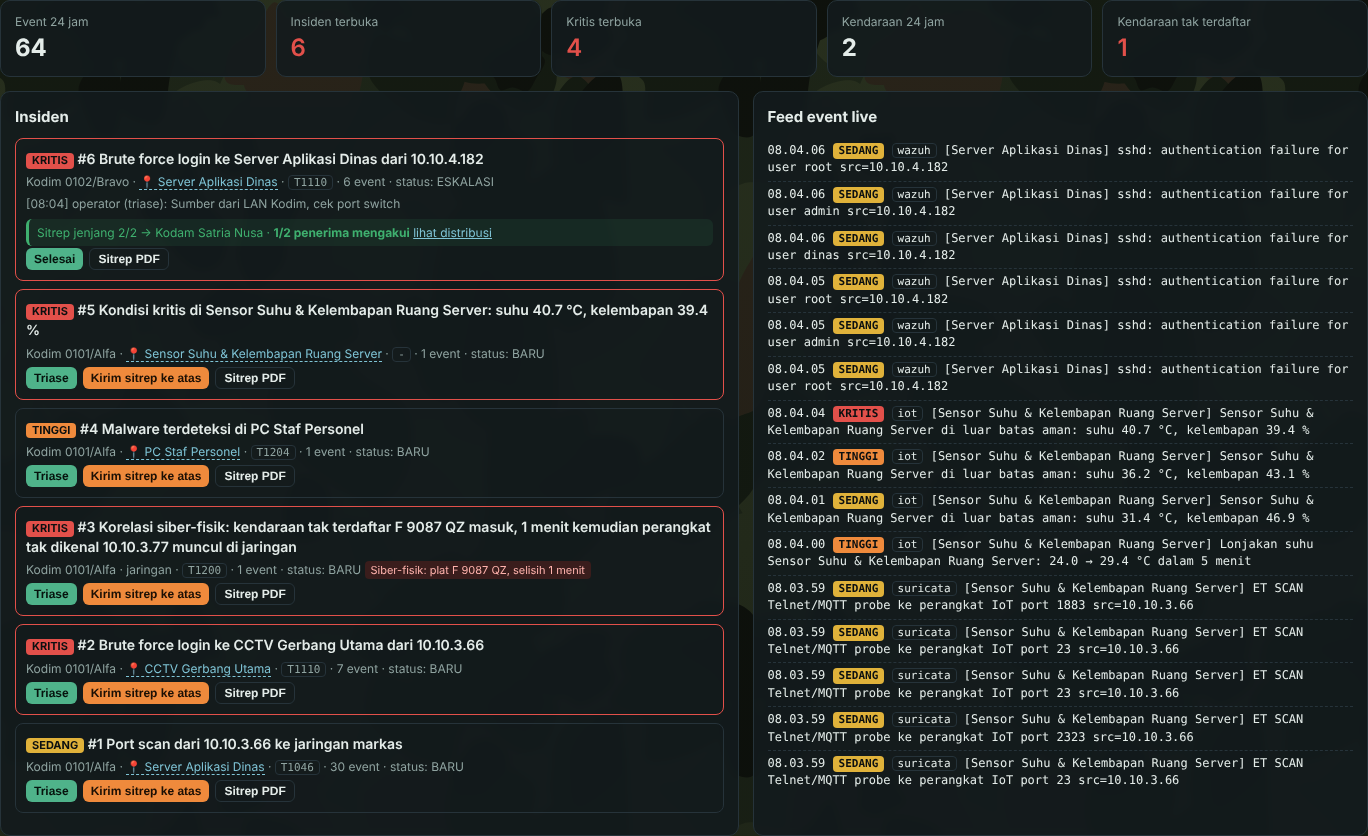 Event 24 jam
64
Insiden terbuka
6
Kritis terbuka
4
Kendaraan 24 jam
2
Kendaraan tak terdaftar
1
Insiden
KRITIS #6 Brute force login ke Server Aplikasi Dinas dari 10.10.4.182
Kodim 0102/Bravo · 📍 Server Aplikasi Dinas · T1110 · 6 event · status: ESKALASI
[08:04] operator (triase): Sumber dari LAN Kodim, cek port switch
Sitrep jenjang 2/2 → Kodam Satria Nusa · 1/2 penerima mengakui lihat distribusi
Selesai Sitrep PDF
KRITIS #5 Kondisi kritis di Sensor Suhu & Kelembapan Ruang Server: suhu 40.7 °C, kelembapan 39.4
%
Kodim 0101/Alfa · 📍 Sensor Suhu & Kelembapan Ruang Server · - · 1 event · status: BARU
Triase Kirim sitrep ke atas Sitrep PDF
TINGGI #4 Malware terdeteksi di PC Staf Personel
Kodim 0101/Alfa · 📍 PC Staf Personel · T1204 · 1 event · status: BARU
Triase Kirim sitrep ke atas Sitrep PDF
KRITIS #3 Korelasi siber-fisik: kendaraan tak terdaftar F 9087 QZ masuk, 1 menit kemudian perangkat
tak dikenal 10.10.3.77 muncul di jaringan
Kodim 0101/Alfa · jaringan · T1200 · 1 event · status: BARU Siber-fisik: plat F 9087 QZ, selisih 1 menit
Triase Kirim sitrep ke atas Sitrep PDF
KRITIS #2 Brute force login ke CCTV Gerbang Utama dari 10.10.3.66
Kodim 0101/Alfa · 📍 CCTV Gerbang Utama · T1110 · 7 event · status: BARU
Triase Kirim sitrep ke atas Sitrep PDF
SEDANG #1 Port scan dari 10.10.3.66 ke jaringan markas
Kodim 0101/Alfa · 📍 Server Aplikasi Dinas · T1046 · 30 event · status: BARU
Triase Kirim sitrep ke atas Sitrep PDF
Feed event live
08.04.06 SEDANG wazuh [Server Aplikasi Dinas] sshd: authentication failure for
user root src=10.10.4.182
08.04.06 SEDANG wazuh [Server Aplikasi Dinas] sshd: authentication failure for
user admin src=10.10.4.182
08.04.06 SEDANG wazuh [Server Aplikasi Dinas] sshd: authentication failure for
user dinas src=10.10.4.182
08.04.05 SEDANG wazuh [Server Aplikasi Dinas] sshd: authentication failure for
user root src=10.10.4.182
08.04.05 SEDANG wazuh [Server Aplikasi Dinas] sshd: authentication failure for
user admin src=10.10.4.182
08.04.05 SEDANG wazuh [Server Aplikasi Dinas] sshd: authentication failure for
user root src=10.10.4.182
08.04.04 KRITIS iot [Sensor Suhu & Kelembapan Ruang Server] Sensor Suhu &
Kelembapan Ruang Server di luar batas aman: suhu 40.7 °C, kelembapan 39.4 %
08.04.02 TINGGI iot [Sensor Suhu & Kelembapan Ruang Server] Sensor Suhu &
Kelembapan Ruang Server di luar batas aman: suhu 36.2 °C, kelembapan 43.1 %
08.04.01 SEDANG iot [Sensor Suhu & Kelembapan Ruang Server] Sensor Suhu &
Kelembapan Ruang Server di luar batas aman: suhu 31.4 °C, kelembapan 46.9 %
08.04.00 TINGGI iot [Sensor Suhu & Kelembapan Ruang Server] Lonjakan suhu
Sensor Suhu & Kelembapan Ruang Server: 24.0 → 29.4 °C dalam 5 menit
08.03.59 SEDANG suricata [Sensor Suhu & Kelembapan Ruang Server] ET SCAN
Telnet/MQTT probe ke perangkat IoT port 1883 src=10.10.3.66
08.03.59 SEDANG suricata [Sensor Suhu & Kelembapan Ruang Server] ET SCAN
Telnet/MQTT probe ke perangkat IoT port 23 src=10.10.3.66
08.03.59 SEDANG suricata [Sensor Suhu & Kelembapan Ruang Server] ET SCAN
Telnet/MQTT probe ke perangkat IoT port 23 src=10.10.3.66
08.03.59 SEDANG suricata [Sensor Suhu & Kelembapan Ruang Server] ET SCAN
Telnet/MQTT probe ke perangkat IoT port 2323 src=10.10.3.66
08.03.59 SEDANG suricata [Sensor Suhu & Kelembapan Ruang Server] ET SCAN
Telnet/MQTT probe ke perangkat IoT port 23 src=10.10.3.66